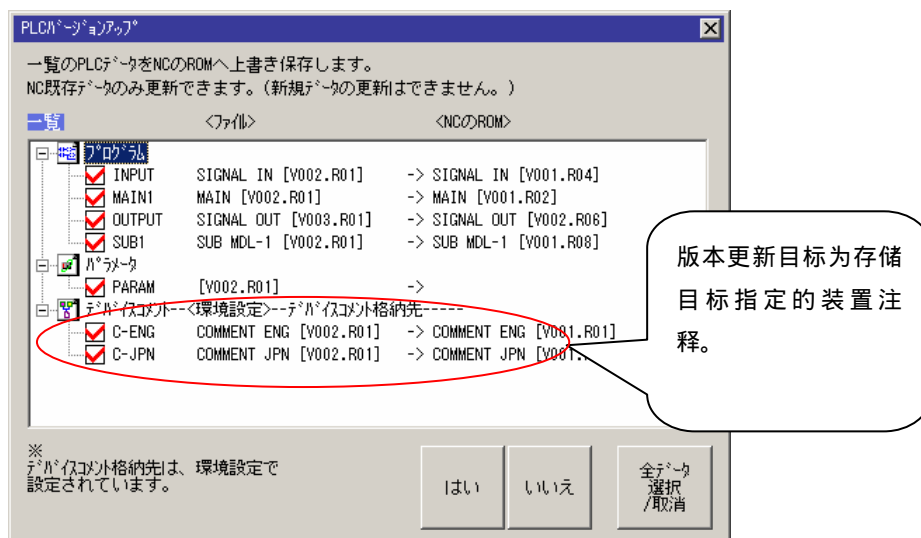 PLCﾊﾞｰｼﾞｮﾝｱｯﾌﾟ
一覧のPLCﾃﾞｰﾀをNCのROMへ上書き保存します。
NC既存ﾃﾞｰﾀのみ更新できます。(新規ﾃﾞｰﾀの更新はできません。)
一覧 <ﾌｧｲﾙ> <NCのROM>
ﾌﾟﾛｸﾞﾗﾑ
INPUT SIGNAL IN [V002.R01] -> SIGNAL IN [V001.R04]
MAIN1 MAIN [V002.R01] -> MAIN [V001.R02]
OUTPUT SIGNAL OUT [V003.R01] -> SIGNAL OUT [V002.R06]
SUB1 SUB MDL-1 [V002.R01] -> SUB MDL-1 [V001.R08]
ﾊﾟﾗﾒｰﾀ
PARAM [V002.R01] ->
ﾃﾞﾊﾞｲｽｺﾒﾝﾄ--<環境設定>--ﾃﾞﾊﾞｲｽｺﾒﾝﾄ格納先-----
C-ENG COMMENT ENG [V002.R01] -> COMMENT ENG [V001.R01]
C-JPN COMMENT JPN [V002.R01] -> COMMENT JPN [V001.
版本更新目标为存储
目标指定的装置注
释。
※
ﾃﾞﾊﾞｲｽｺﾒﾝﾄ格納先は、環境設定で
設定されています。
はい
いいえ
全ﾃﾞｰﾀ
選択
/取消